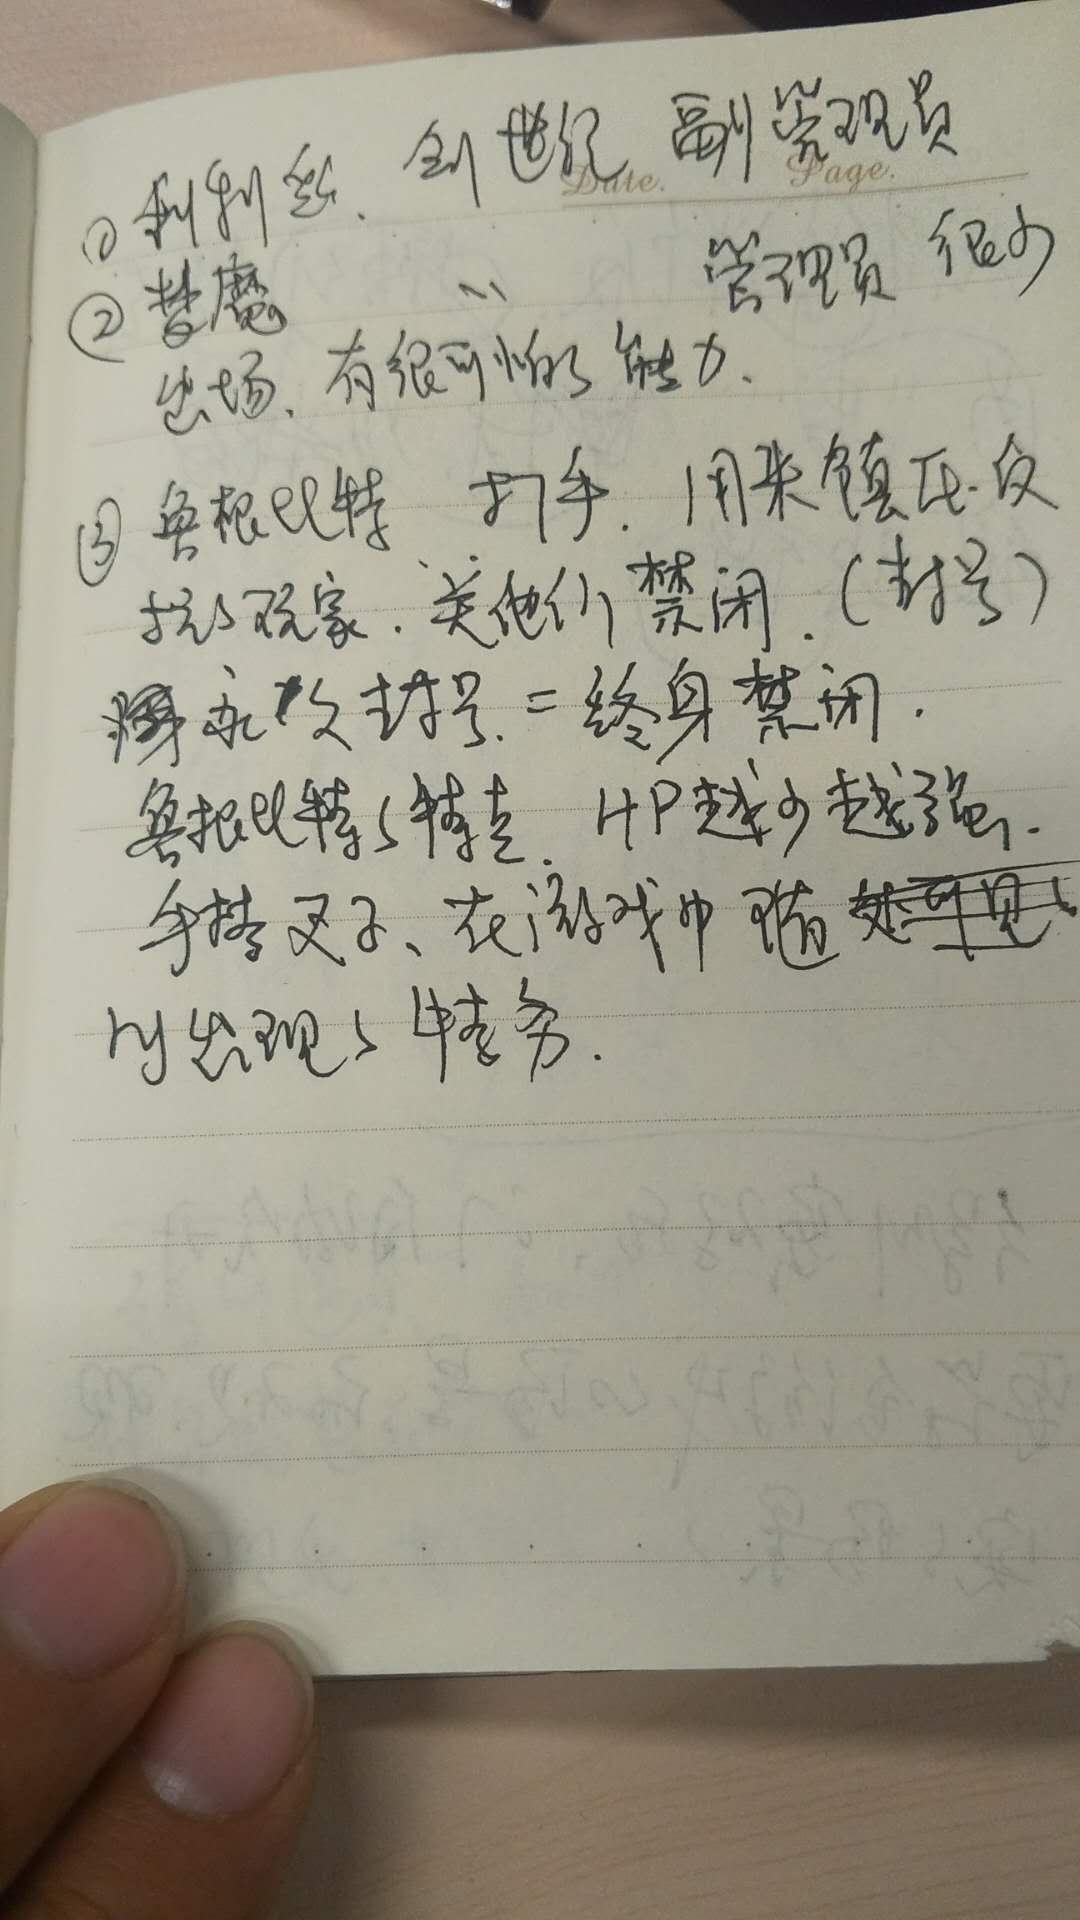 ① 利利丝、创世纪 副管理员
Date. Page.
② 梦魔 〃 管理员 很少
出场、有很可怕的能力.
③ 鲁根比特、打手. 用来镇压反
抗的玩家. 关他们禁闭. (封号)
永久封号. = 终身禁闭.
鲁根比特的特点. HP越少越强.
手持叉子、在游戏中随
时出现的特务.